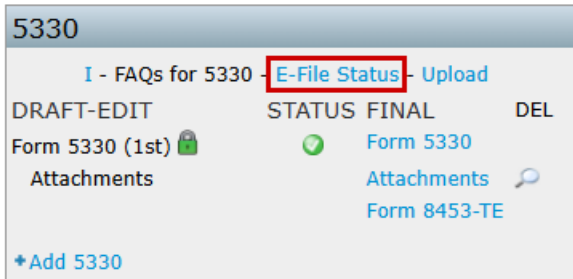 5330
I - FAQs for 5330 - E-File Status - Upload
DRAFT-EDIT STATUS FINAL DEL
Form 5330 (1st) Form 5330
Attachments Attachments
Form 8453-TE
+Add 5330